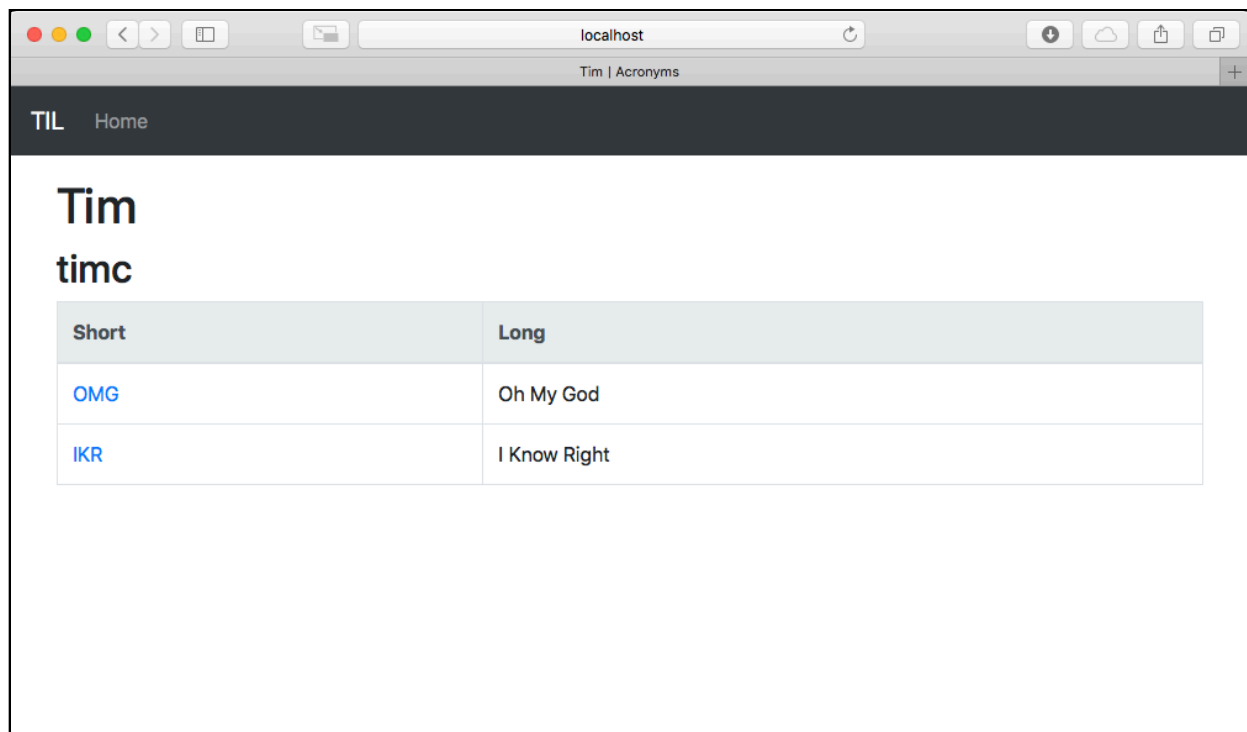 localhost
Tim | Acronyms
TIL Home
Tim
timc
Short Long
OMG Oh My God
IKR I Know Right